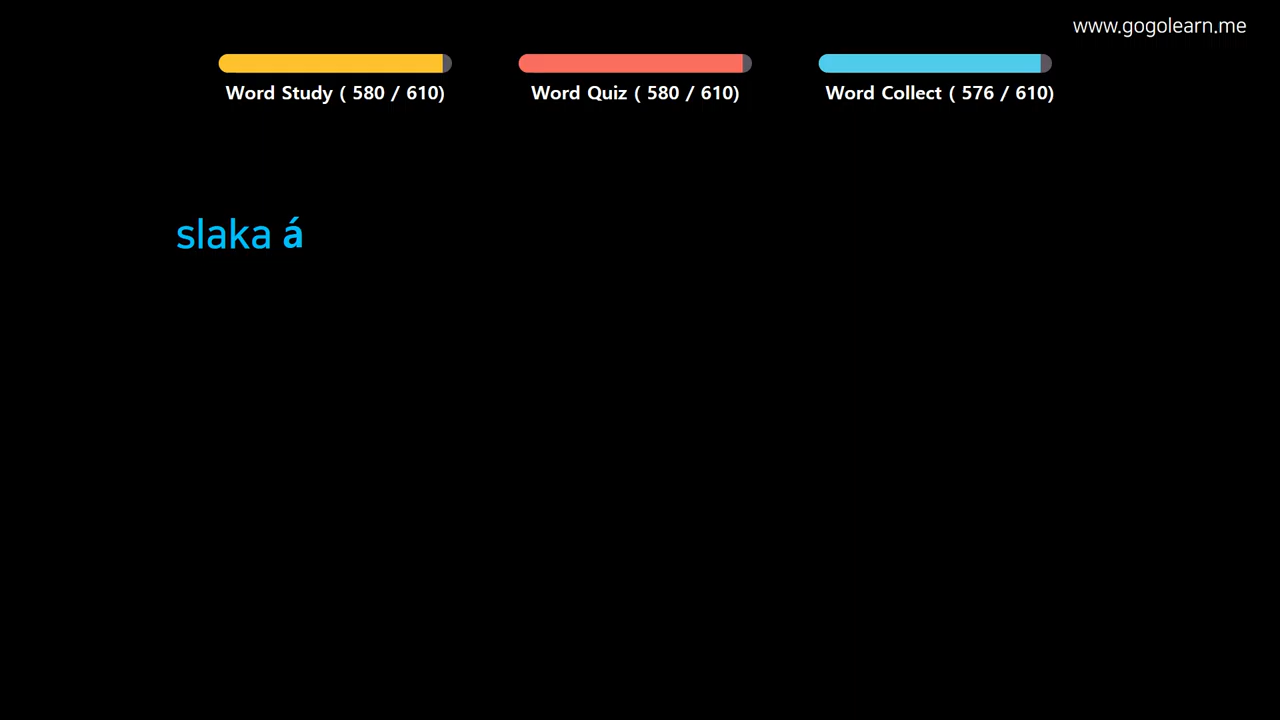 www.gogolearn.me
Word Study ( 580 / 610)
Word Quiz ( 580 / 610)
Word Collect ( 576 / 610)
slaka á